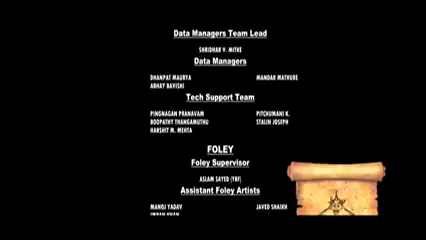 Data Managers Team Lead
SHRIDHAR V. MITHE
Data Managers
DHANPAT MAURYA MANDAR MATHURE
ABHAY BAVISHI
Tech Support Team
PINGNAGAN PRANAVAM PITCHUMANI K.
BOOPATHY THANGAMUTHU STALIN JOSEPH
HARSHIT M. MEHTA
FOLEY
Foley Supervisor
ASLAM SAYED (YRF)
Assistant Foley Artists
MANOJ YADAV JAVED SHAIKH